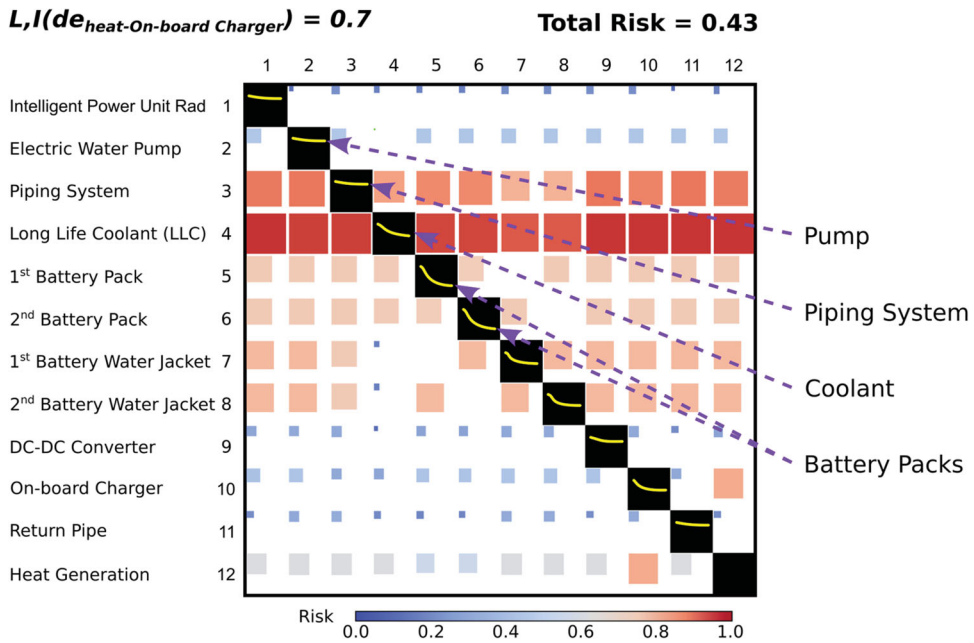 L,I(de_heat-On-board Charger) = 0.7 Total Risk = 0.43
1 2 3 4 5 6 7 8 9 10 11 12
Intelligent Power Unit Rad 1
Electric Water Pump 2
Piping System 3
Long Life Coolant (LLC) 4
1st Battery Pack 5
2nd Battery Pack 6
1st Battery Water Jacket 7
2nd Battery Water Jacket 8
DC-DC Converter 9
On-board Charger 10
Return Pipe 11
Heat Generation 12
Pump
Piping System
Coolant
Battery Packs
Risk
0.0 0.2 0.4 0.6 0.8 1.0